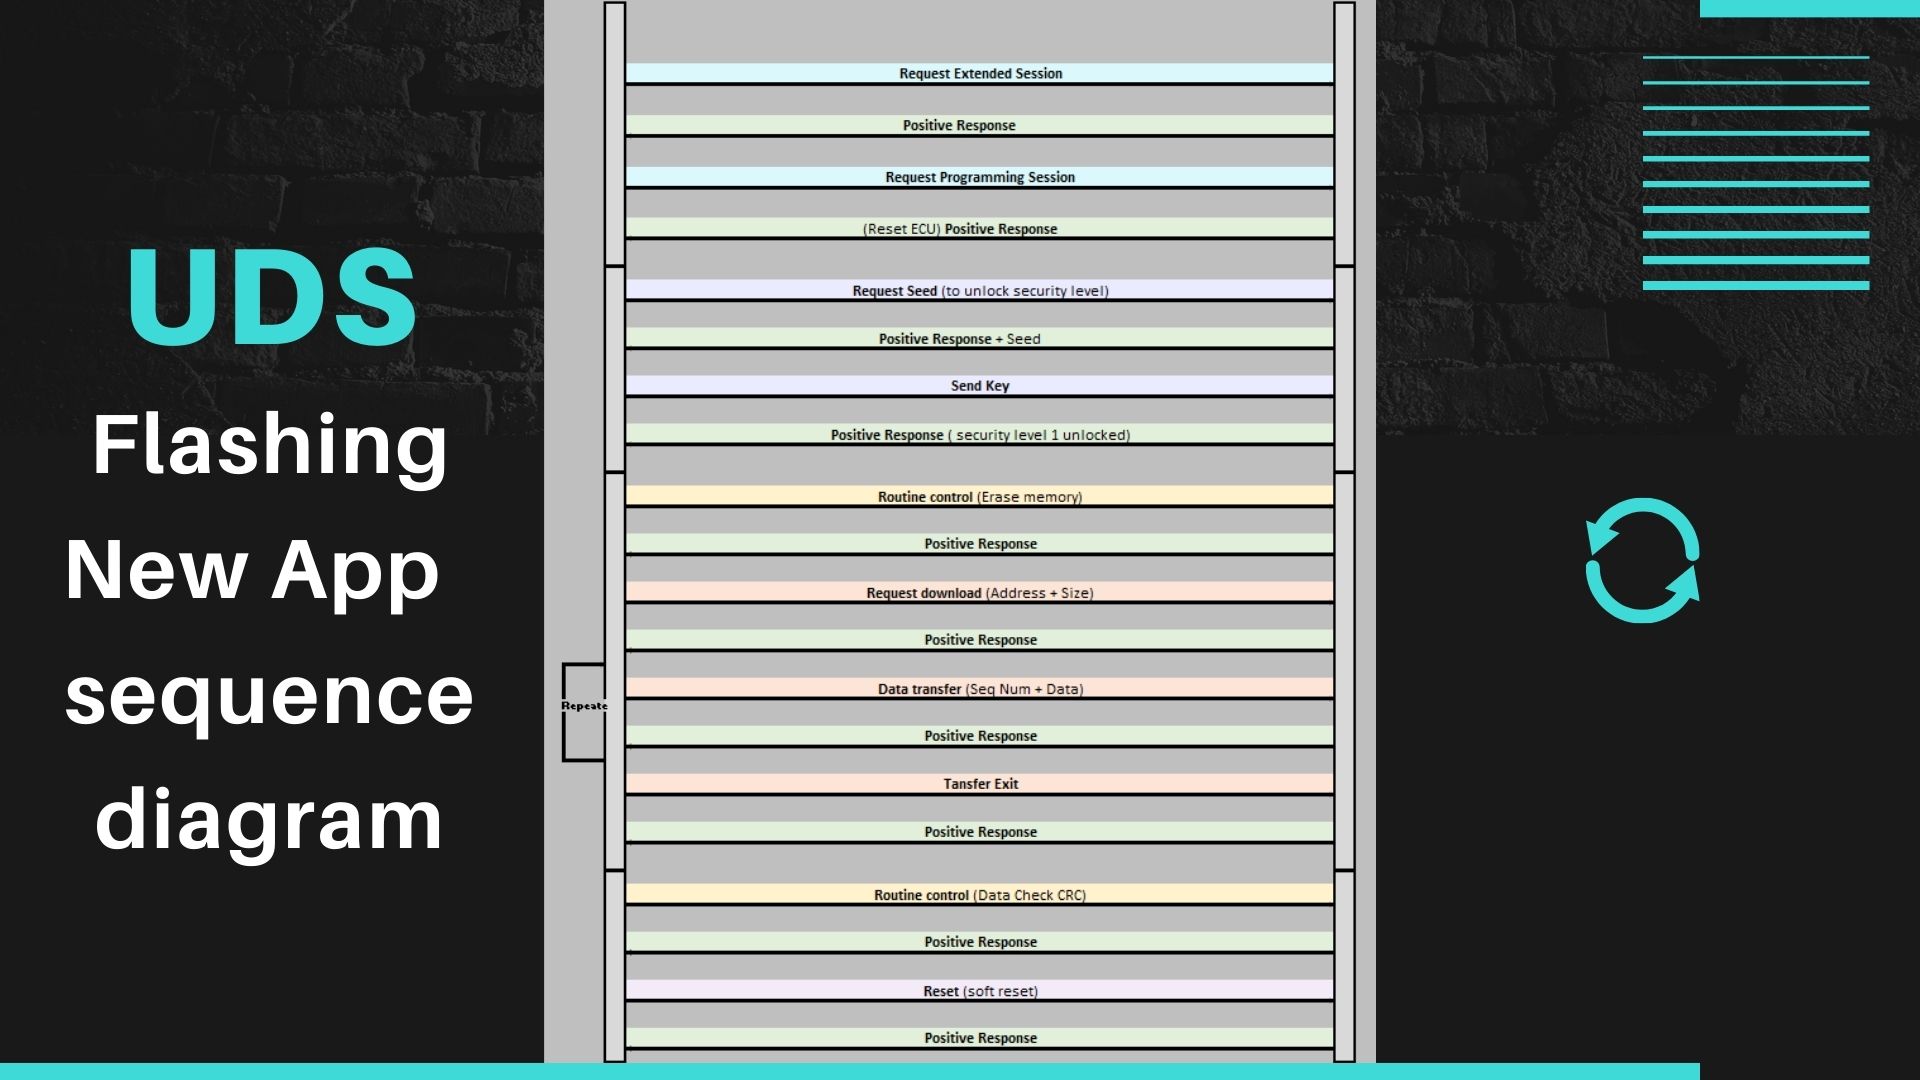 UDS
Flashing
New App
sequence
diagram
Request Extended Session
Positive Response
Request Programming Session
(Reset ECU) Positive Response
Request Seed (to unlock security level)
Positive Response + Seed
Send Key
Positive Response ( security level 1 unlocked)
Routine control (Erase memory)
Positive Response
Request download (Address + Size)
Positive Response
Repeate
Data transfer (Seq Num + Data)
Positive Response
Tansfer Exit
Positive Response
Routine control (Data Check CRC)
Positive Response
Reset (soft reset)
Positive Response